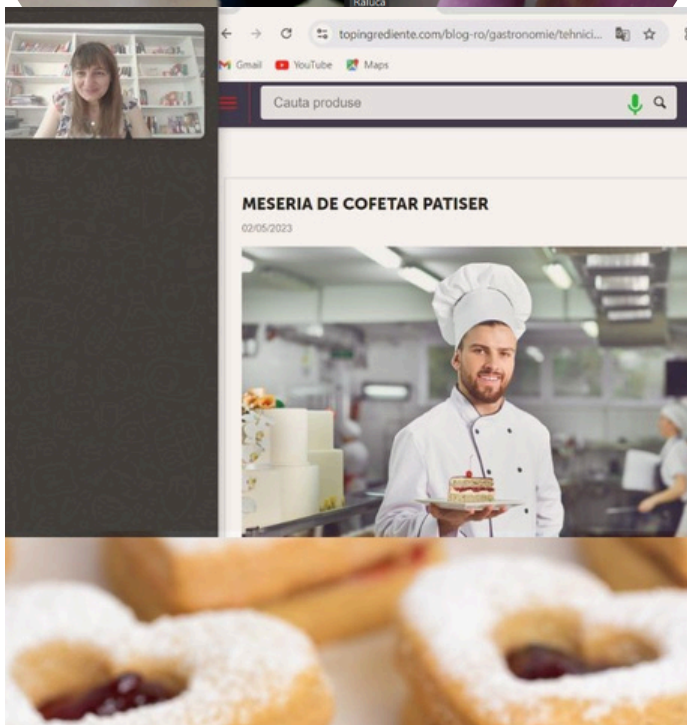 Raluca
topingrediente.com/blog-ro/gastronomie/tehnici...
Gmail YouTube Maps
Cauta produse
MESERIA DE COFETAR PATISER
02/05/2023